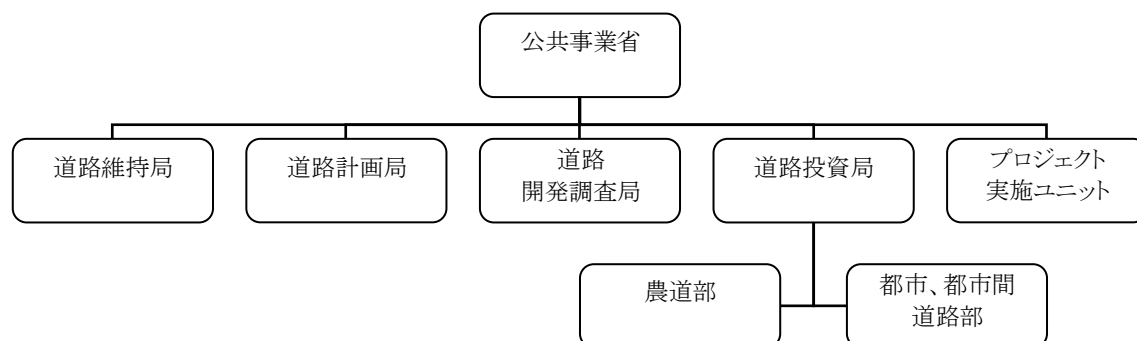 公共事業省
道路維持局
道路計画局
道路
開発調査局
道路投資局
プロジェクト
実施ユニット
農道部
都市、都市間
道路部